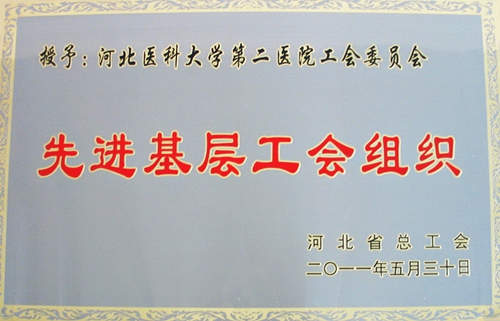 授予：河北医科大学第二医院工会委员会
先进基层工会组织
河北省总工会
二〇一一年五月三十日